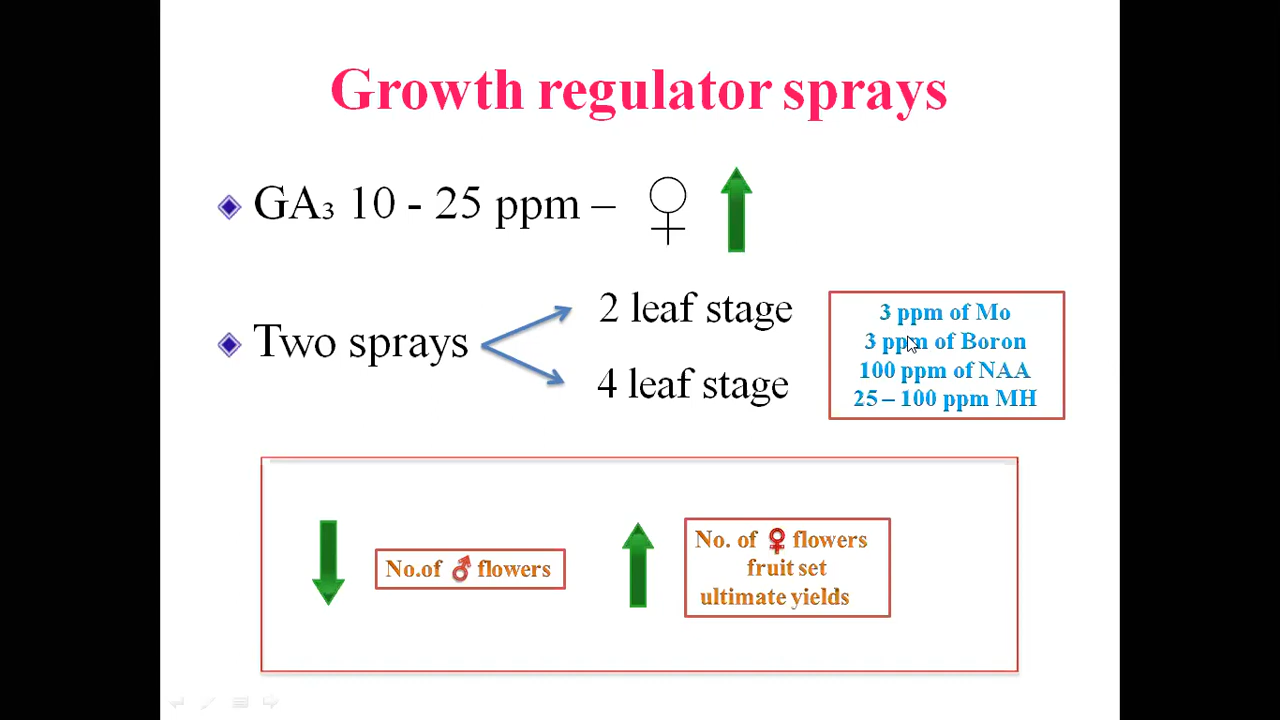 Growth regulator sprays
GA₃ 10 - 25 ppm – ♀
Two sprays
2 leaf stage
4 leaf stage
3 ppm of Mo
3 ppm of Boron
100 ppm of NAA
25 – 100 ppm MH
No.of ♂ flowers
No. of ♀ flowers
fruit set
ultimate yields